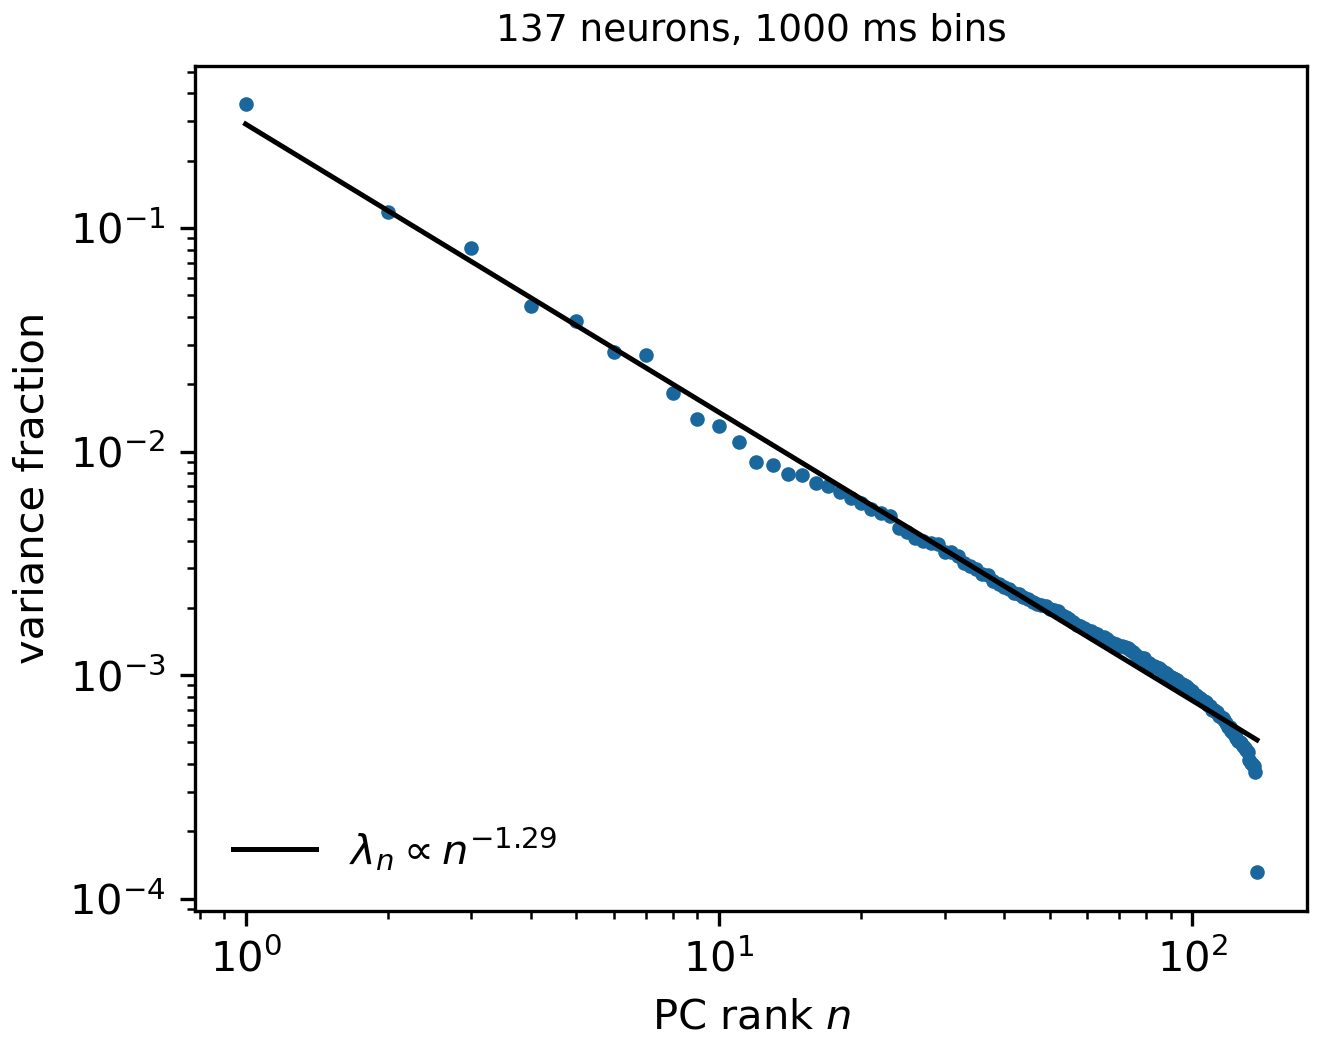 137 neurons, 1000 ms bins
variance fraction
10⁻¹
10⁻²
10⁻³
10⁻⁴
λₙ ∝ n⁻¹·²⁹
10⁰ 10¹ 10²
PC rank n